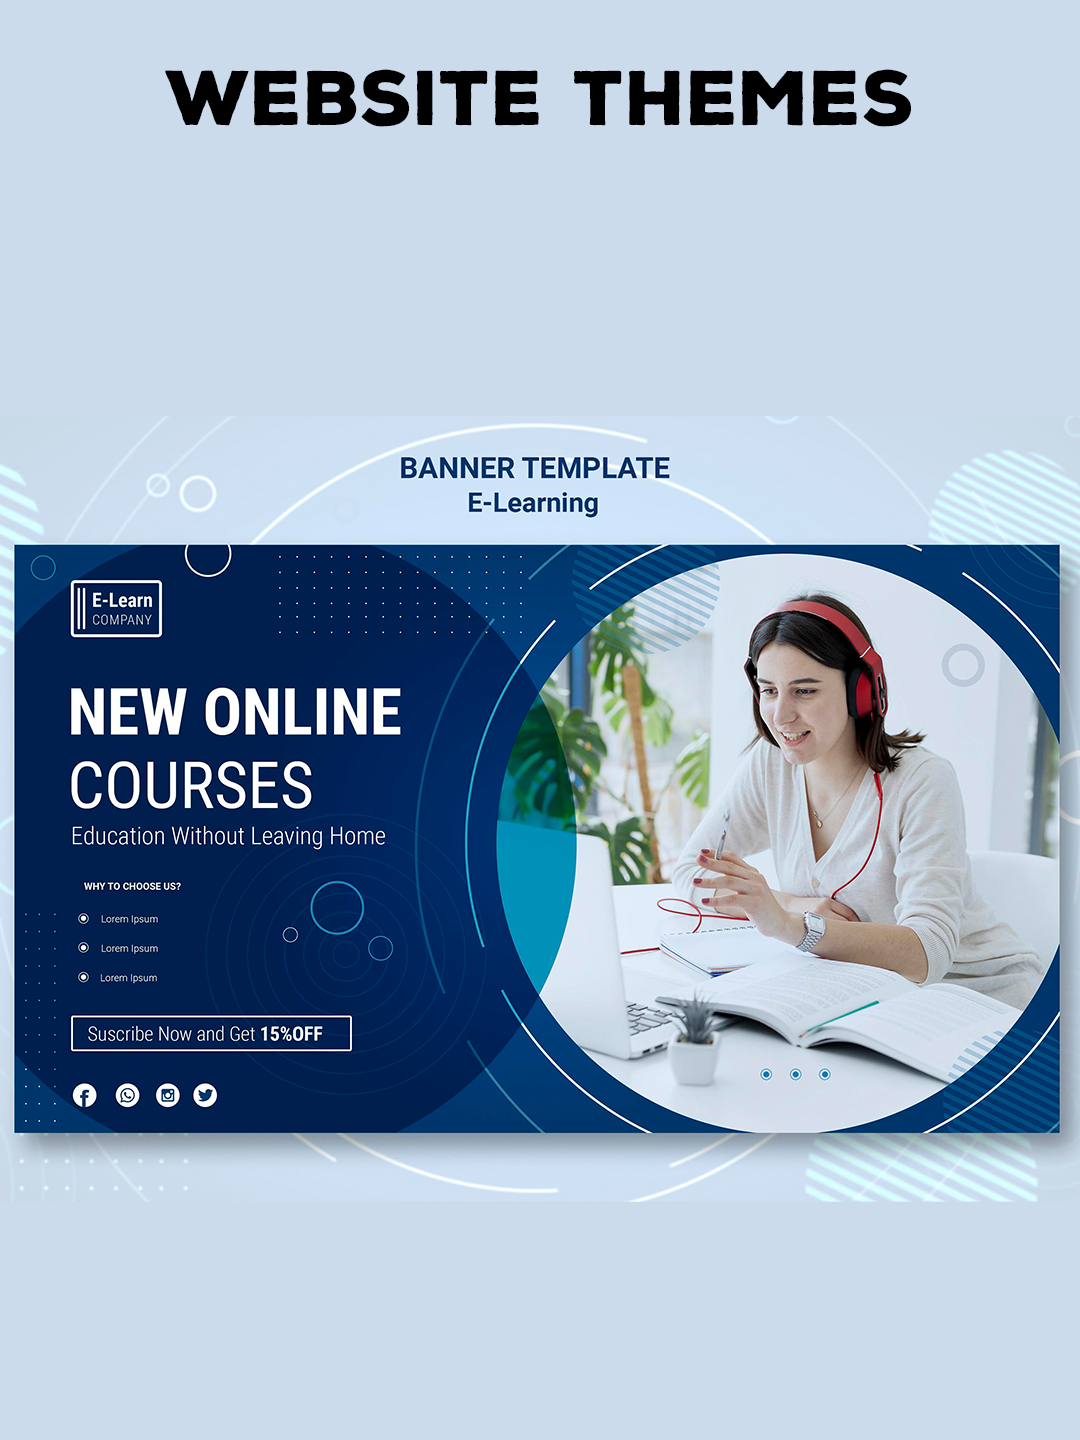 WEBSITE THEMES
BANNER TEMPLATE
E-Learning
E-Learn
COMPANY
NEW ONLINE
COURSES
Education Without Leaving Home
WHY TO CHOOSE US?
Lorem Ipsum
Lorem Ipsum
Lorem Ipsum
Suscribe Now and Get 15%OFF